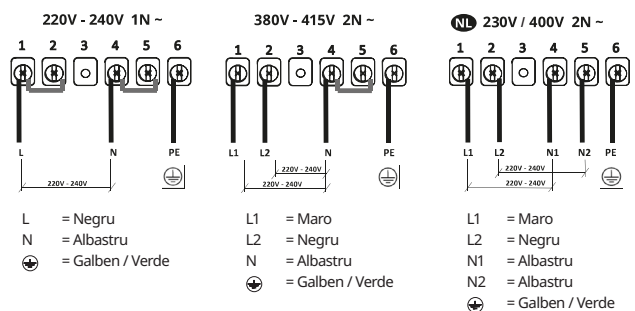 220V - 240V 1N ~
1 2 3 4 5 6
L N PE
220V - 240V
L = Negru
N = Albastru
= Galben / Verde
380V - 415V 2N ~
1 2 3 4 5 6
L1 L2 N PE
220V - 240V
220V - 240V
L1 = Maro
L2 = Negru
N = Albastru
= Galben / Verde
NL 230V / 400V 2N ~
1 2 3 4 5 6
L1 L2 N1 N2 PE
220V - 240V
220V - 240V
L1 = Maro
L2 = Negru
N1 = Albastru
N2 = Albastru
= Galben / Verde